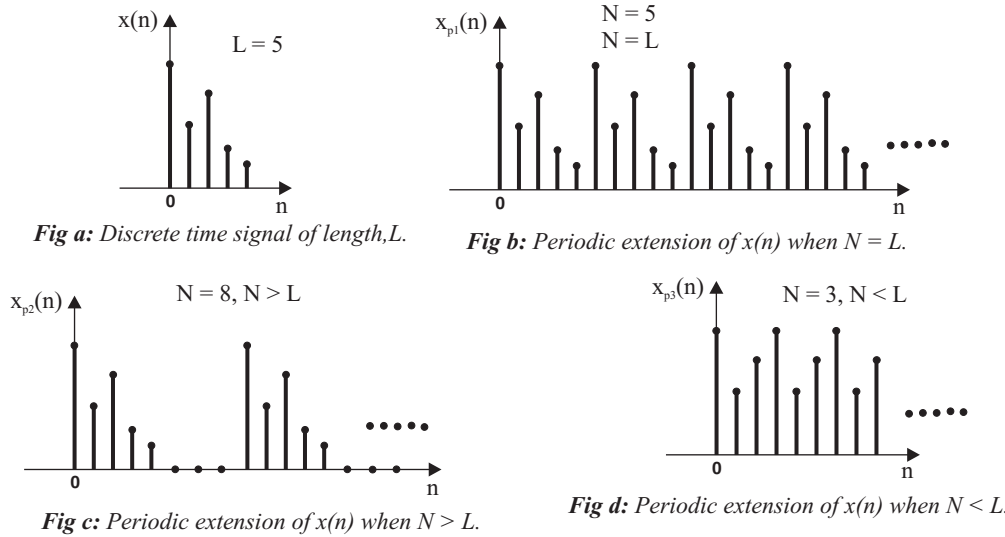 x(n)
L = 5
0
n
Fig a: Discrete time signal of length,L.
x_p1(n)
N = 5
N = L
0
n
Fig b: Periodic extension of x(n) when N = L.
x_p2(n)
N = 8, N > L
0
n
Fig c: Periodic extension of x(n) when N > L.
x_p3(n)
N = 3, N < L
0
n
Fig d: Periodic extension of x(n) when N < L.